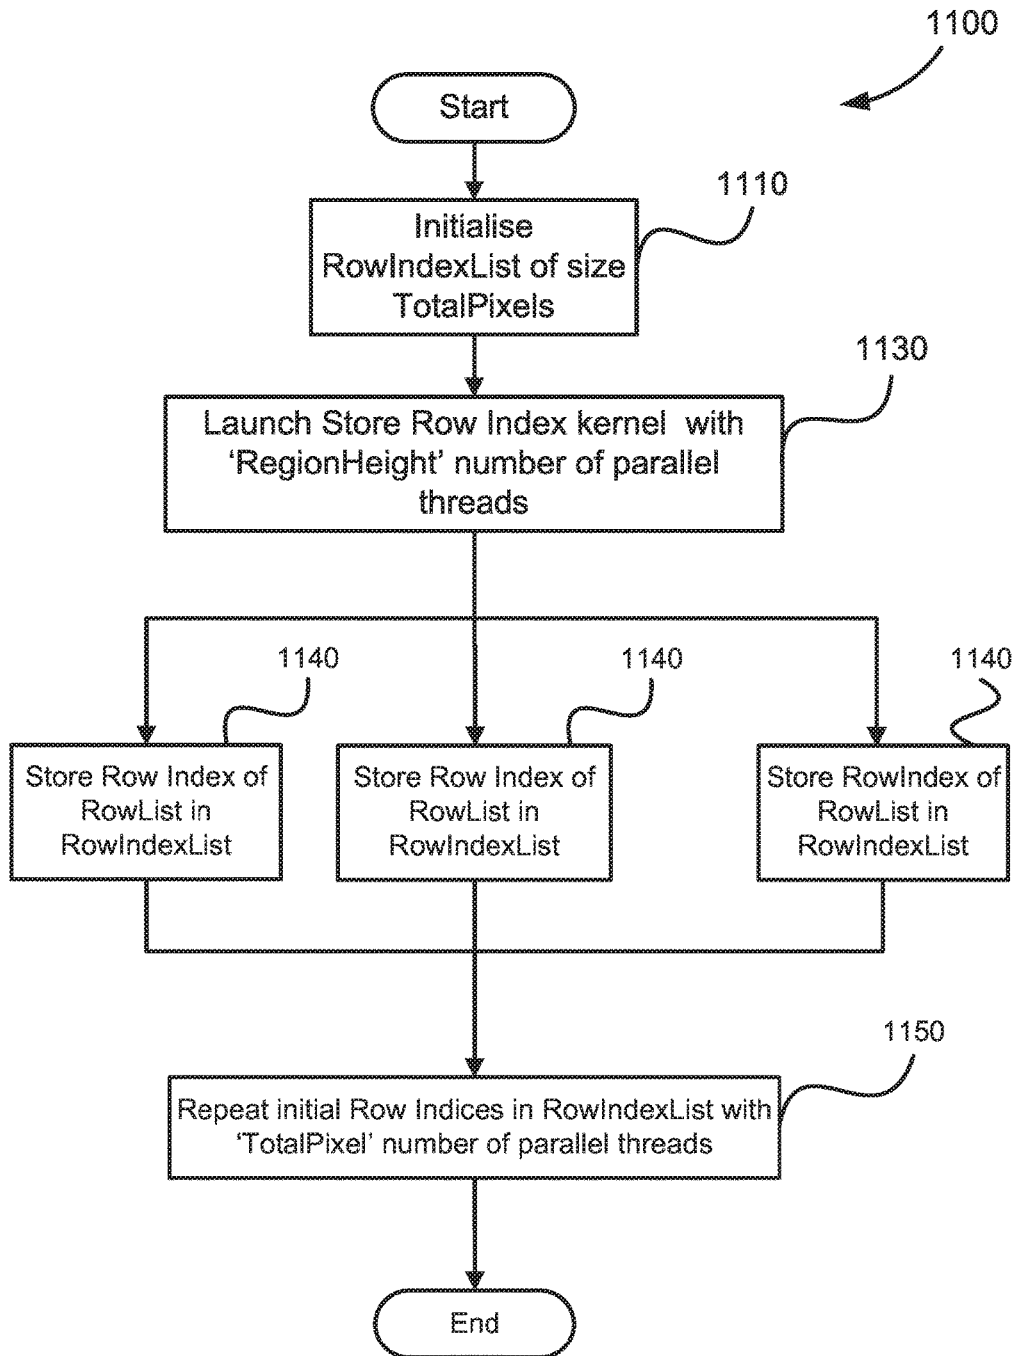 1100
Start
1110
Initialise
RowIndexList of size
TotalPixels
1130
Launch Store Row Index kernel with
‘RegionHeight’ number of parallel
threads
1140
1140
1140
Store Row Index of
RowList in
RowIndexList
Store Row Index of
RowList in
RowIndexList
Store RowIndex of
RowList in
RowIndexList
1150
Repeat initial Row Indices in RowIndexList with
‘TotalPixel’ number of parallel threads
End